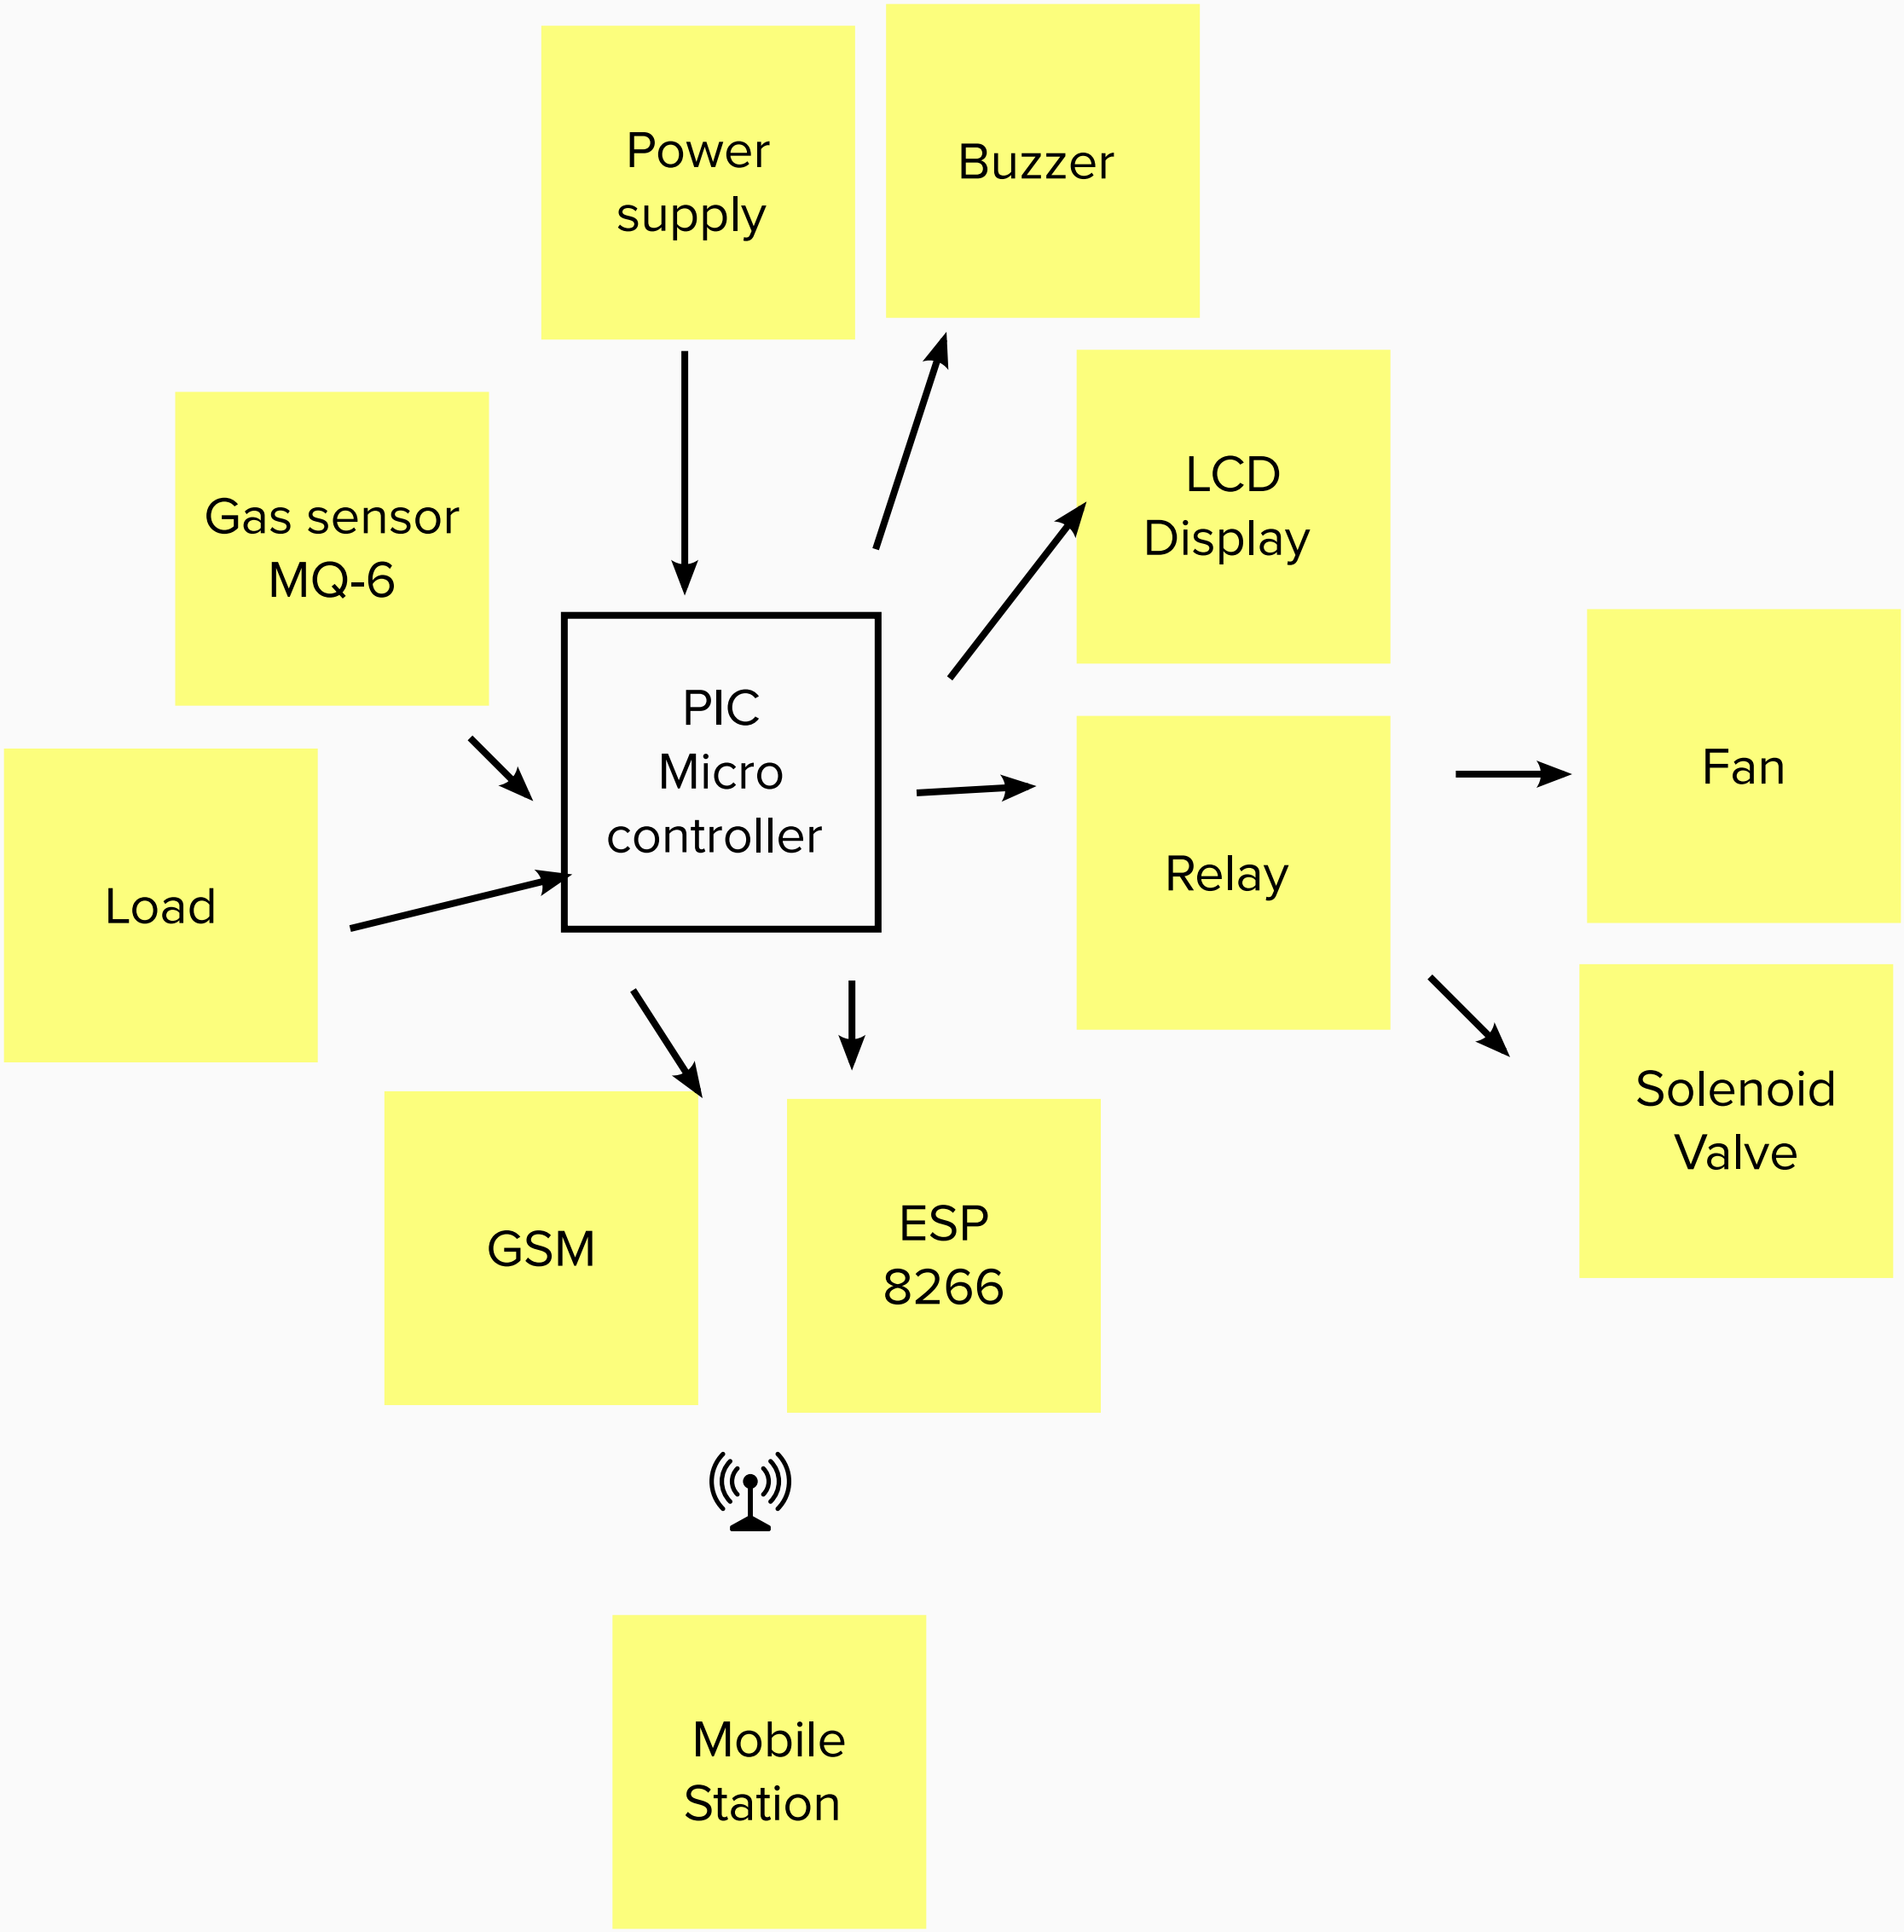 Power
supply
Buzzer
LCD
Display
Gas sensor
MQ-6
PIC
Micro
controller
Fan
Load
Relay
Solenoid
Valve
GSM
ESP
8266
Mobile
Station